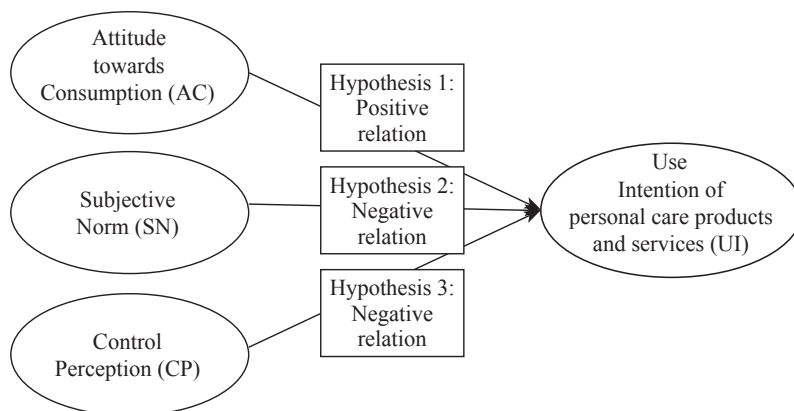 Attitude
towards
Consumption (AC)
Hypothesis 1:
Positive
relation
Subjective
Norm (SN)
Hypothesis 2:
Negative
relation
Use
Intention of
personal care products
and services (UI)
Control
Perception (CP)
Hypothesis 3:
Negative
relation